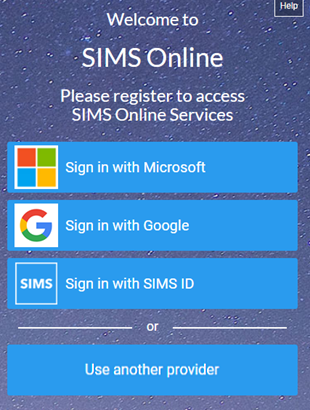 Help
Welcome to
SIMS Online
Please register to access
SIMS Online Services
Sign in with Microsoft
Sign in with Google
SIMS Sign in with SIMS ID
or
Use another provider